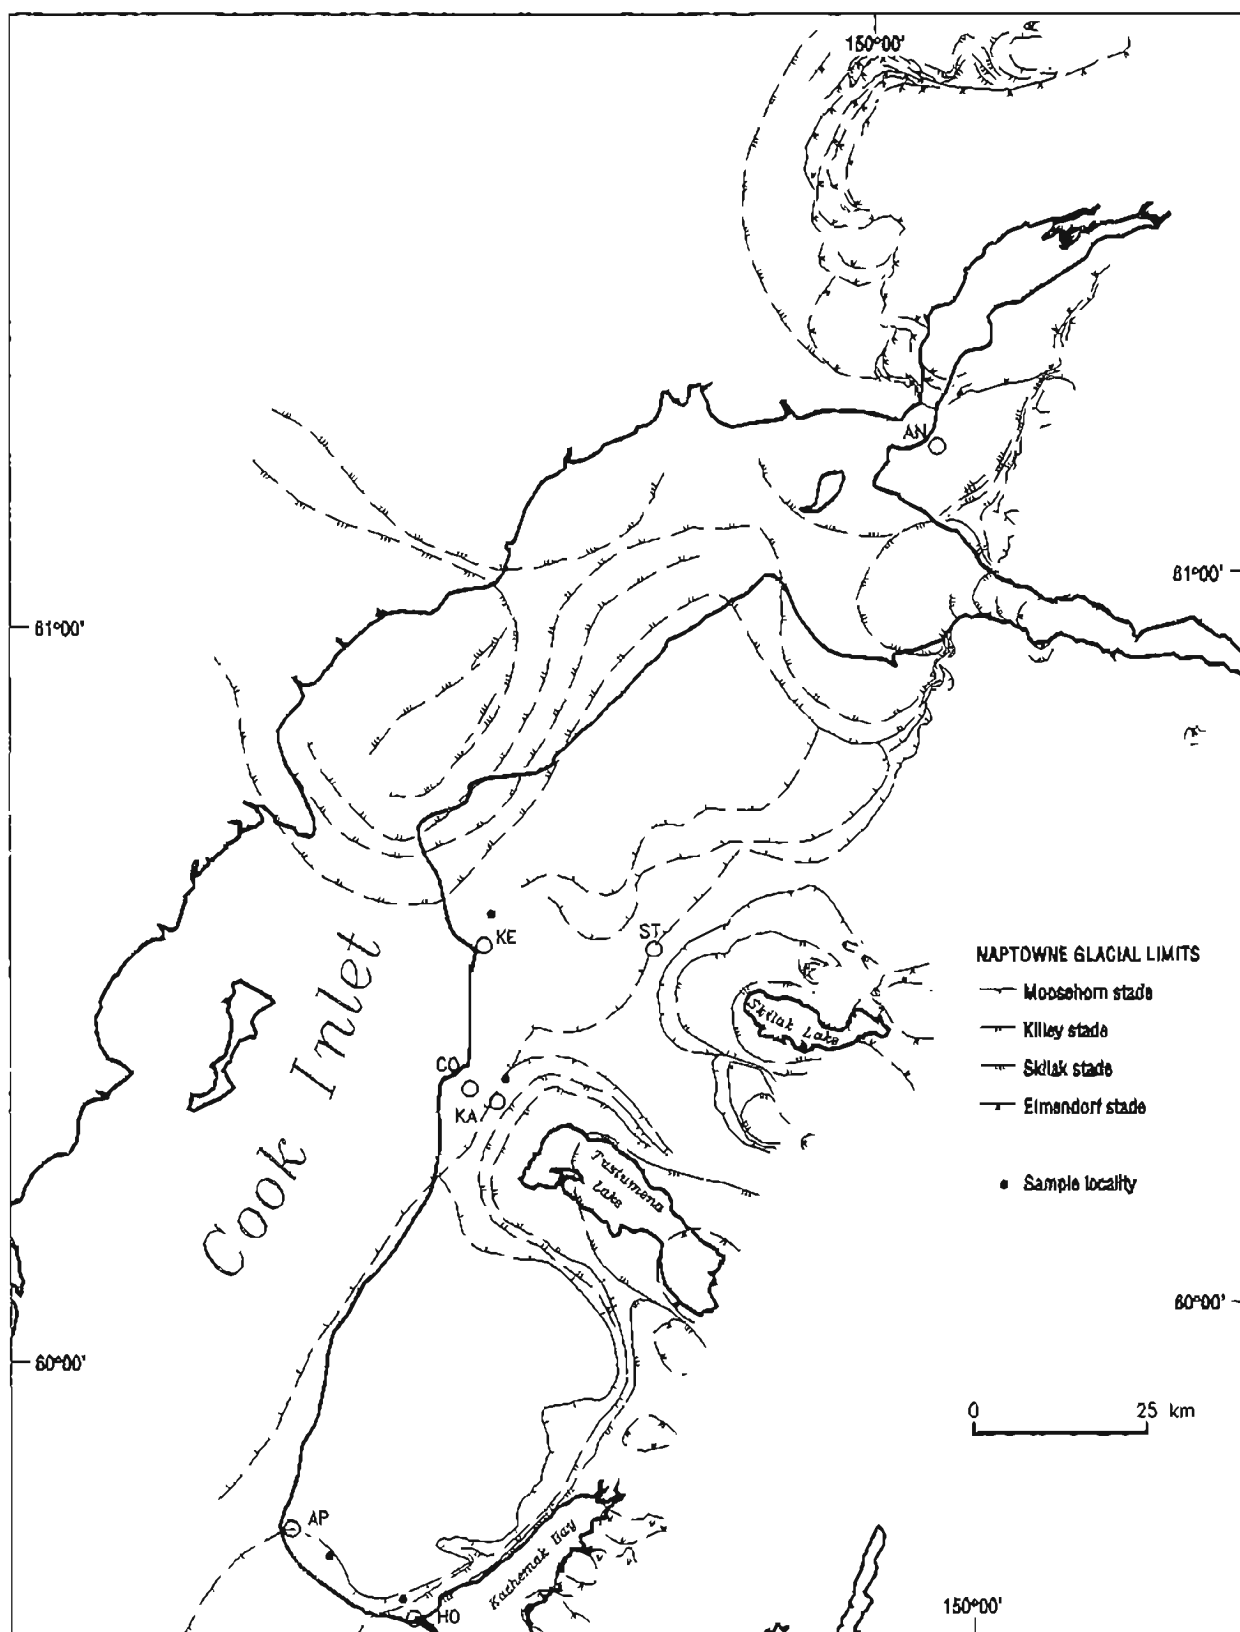 150°00'
AN
61°00'
61°00'
KE
ST
Cook Inlet
Skilak Lake
NAPTOWNE GLACIAL LIMITS
Moosehorn stade
Killey stade
Skilak stade
Elmendorf stade
Sample locality
CO
KA
Tustumena
Lake
60°00'
60°00'
0 25 km
AP
Kachemak Bay
HO
150°00'